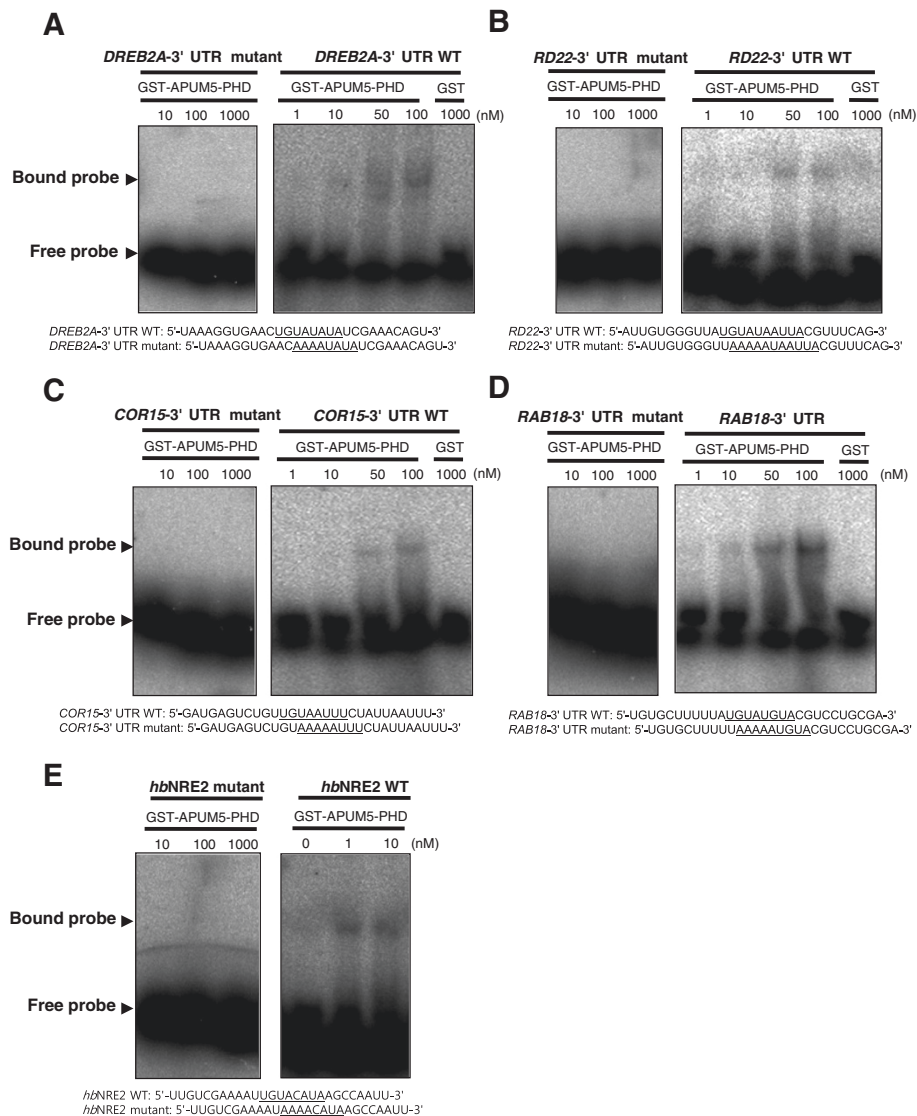 A
DREB2A-3' UTR mutant DREB2A-3' UTR WT
GST-APUM5-PHD GST-APUM5-PHD GST
10 100 1000 1 10 50 100 1000 (nM)
Bound probe
Free probe
DREB2A-3' UTR WT: 5'-UAAAGGUGAACUGUAUAUAUCGAAACAGU-3'
DREB2A-3' UTR mutant: 5'-UAAAGGUGAACAAAAUAUAUCGAAACAGU-3'
B
RD22-3' UTR mutant RD22-3' UTR WT
GST-APUM5-PHD GST-APUM5-PHD GST
10 100 1000 1 10 50 100 1000 (nM)
RD22-3' UTR WT: 5'-AUUGUGGGUUAUGUAUAAUUACGUUUCAG-3'
RD22-3' UTR mutant: 5'-AUUGUGGGUUAAAAAUAAUUACGUUUCAG-3'
C
COR15-3' UTR mutant COR15-3' UTR WT
GST-APUM5-PHD GST-APUM5-PHD GST
10 100 1000 1 10 50 100 1000 (nM)
Bound probe
Free probe
COR15-3' UTR WT: 5'-GAUGAGUCUGUUGUAAUUUCUAUUAAUUU-3'
COR15-3' UTR mutant: 5'-GAUGAGUCUGUAAAAAUUUCUAUUAAUUU-3'
D
RAB18-3' UTR mutant RAB18-3' UTR
GST-APUM5-PHD GST-APUM5-PHD GST
10 100 1000 1 10 50 100 1000 (nM)
RAB18-3' UTR WT: 5'-UGUGCUUUUUAUGUAUGUACGUCCUGCGA-3'
RAB18-3' UTR mutant: 5'-UGUGCUUUUUAAAAAUGUACGUCCUGCGA-3'
E
hbNRE2 mutant hbNRE2 WT
GST-APUM5-PHD GST-APUM5-PHD
10 100 1000 0 1 10 (nM)
Bound probe
Free probe
hbNRE2 WT: 5'-UUGUCGAAAAUUGUACAUAAGCCAAUU-3'
hbNRE2 mutant: 5'-UUGUCGAAAAUAAAACAUAAGCCAAUU-3'